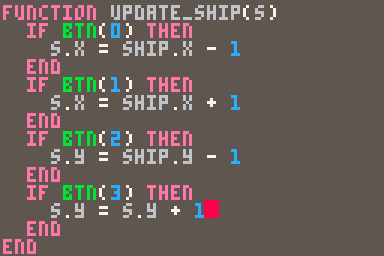 FUNCTION UPDATE_SHIP(S)
  IF BTN(0) THEN
    S.X = SHIP.X - 1
  END
  IF BTN(1) THEN
    S.X = SHIP.X + 1
  END
  IF BTN(2) THEN
    S.Y = SHIP.Y - 1
  END
  IF BTN(3) THEN
    S.Y = S.Y + 1
  END
END